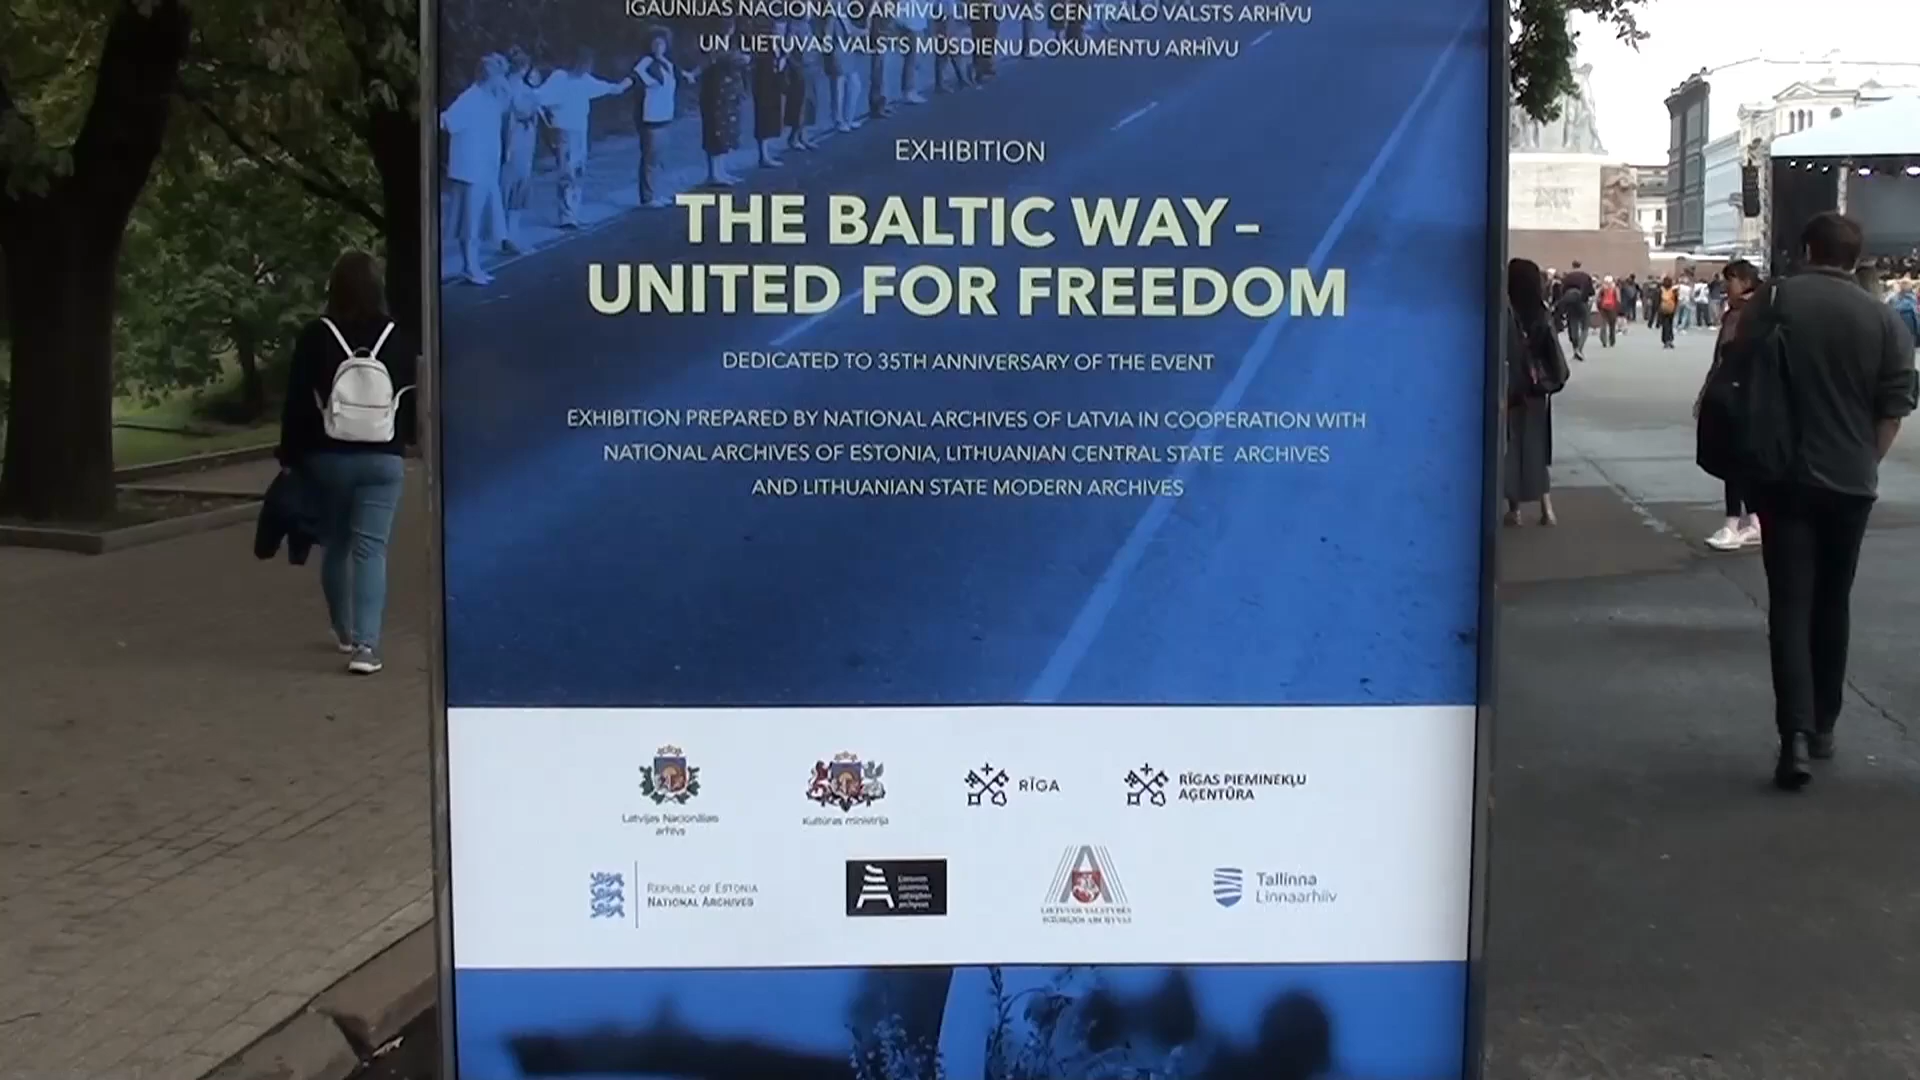 IGAUNIJAS NACIONĀLO ARHĪVU, LIETUVAS CENTRĀLO VALSTS ARHĪVU
UN LIETUVAS VALSTS MŪSDIENU DOKUMENTU ARHĪVU
EXHIBITION
THE BALTIC WAY –
UNITED FOR FREEDOM
DEDICATED TO 35TH ANNIVERSARY OF THE EVENT
EXHIBITION PREPARED BY NATIONAL ARCHIVES OF LATVIA IN COOPERATION WITH
NATIONAL ARCHIVES OF ESTONIA, LITHUANIAN CENTRAL STATE ARCHIVES
AND LITHUANIAN STATE MODERN ARCHIVES
Latvijas Nacionālais
arhīvs
Kultūras ministrija
RĪGA
RĪGAS PIEMINEKĻU
AĢENTŪRA
REPUBLIC OF ESTONIA
NATIONAL ARCHIVES
Tallinna
Linnaarhiiv